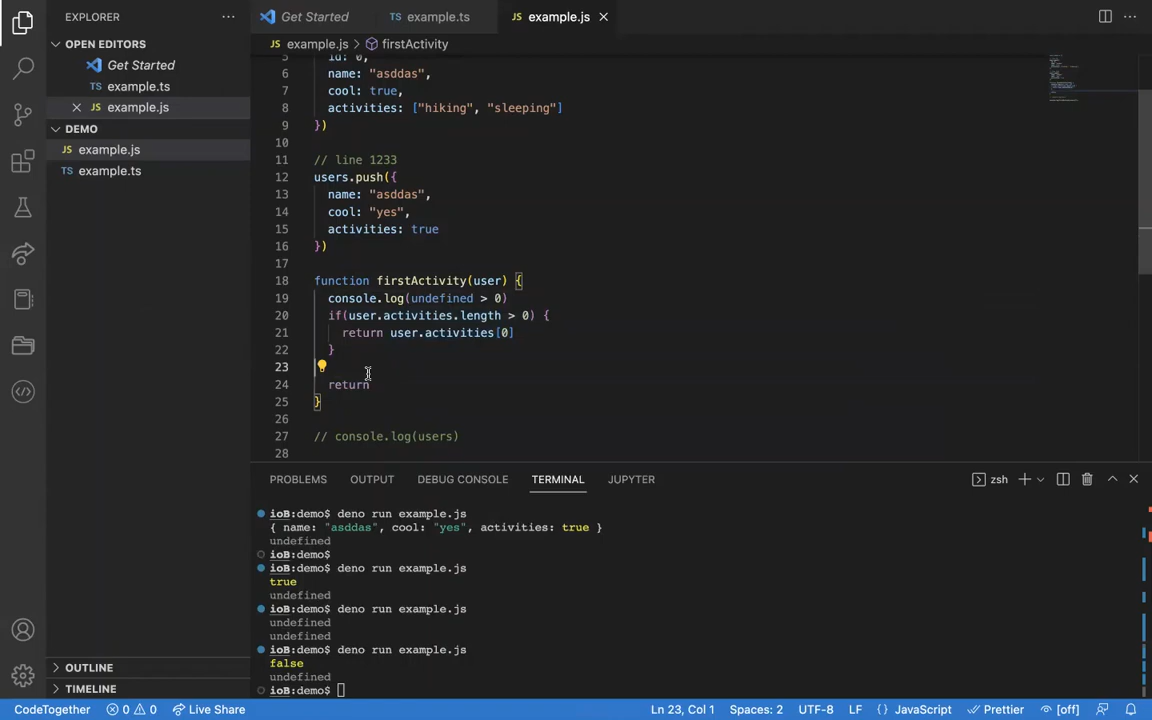 EXPLORER
Get Started
example.ts
example.js
OPEN EDITORS
example.js > firstActivity
Get Started
example.ts
example.js
DEMO
example.js
example.ts
5 id: 0,
6 name: "asddas",
7 cool: true,
8 activities: ["hiking", "sleeping"]
9 })
10
11 // line 1233
12 users.push({
13 name: "asddas",
14 cool: "yes",
15 activities: true
16 })
17
18 function firstActivity(user) {
19 console.log(undefined > 0)
20 if(user.activities.length > 0) {
21 return user.activities[0]
22 }
23
24 return
25 }
26
27 // console.log(users)
28
PROBLEMS OUTPUT DEBUG CONSOLE TERMINAL JUPYTER zsh
ioB:demo$ deno run example.js
{ name: "asddas", cool: "yes", activities: true }
undefined
ioB:demo$
ioB:demo$ deno run example.js
true
undefined
ioB:demo$ deno run example.js
undefined
undefined
ioB:demo$ deno run example.js
false
undefined
ioB:demo$
OUTLINE
TIMELINE
CodeTogether 0 0 Live Share Ln 23, Col 1 Spaces: 2 UTF-8 LF {} JavaScript Prettier [off]